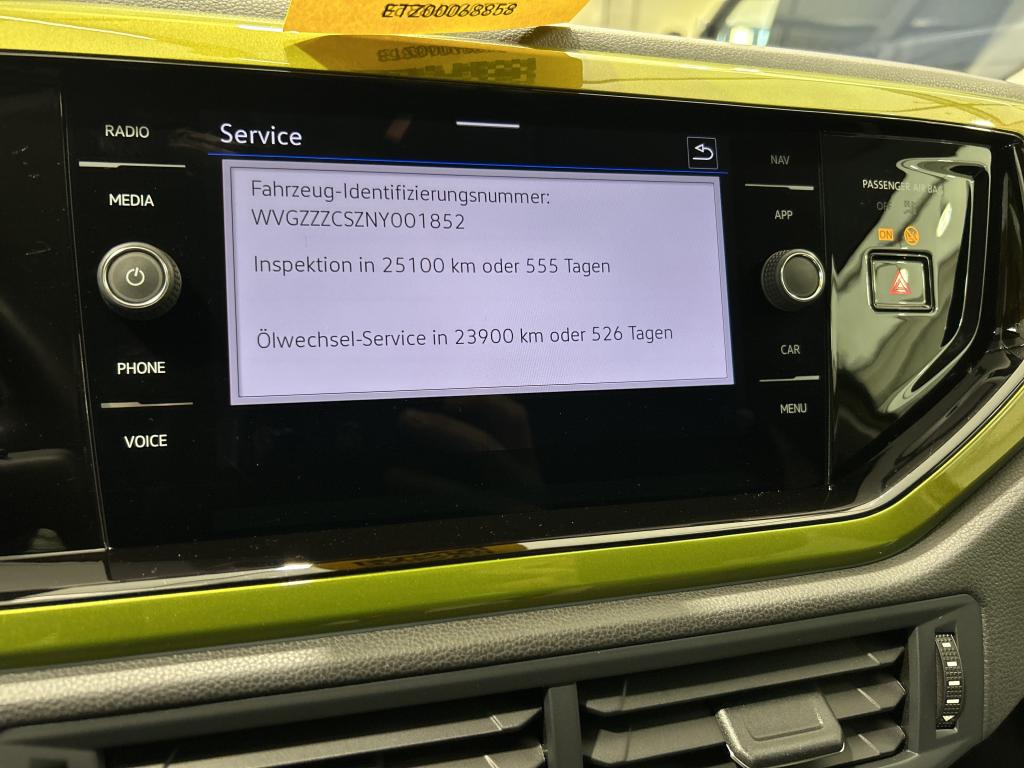 ETZ00068858
RADIO
MEDIA
PHONE
VOICE
Service
Fahrzeug-Identifizierungsnummer:
WVGZZZCSZNY001852
Inspektion in 25100 km oder 555 Tagen
Ölwechsel-Service in 23900 km oder 526 Tagen
NAV
APP
CAR
MENU
PASSENGER AIR BAG
ON